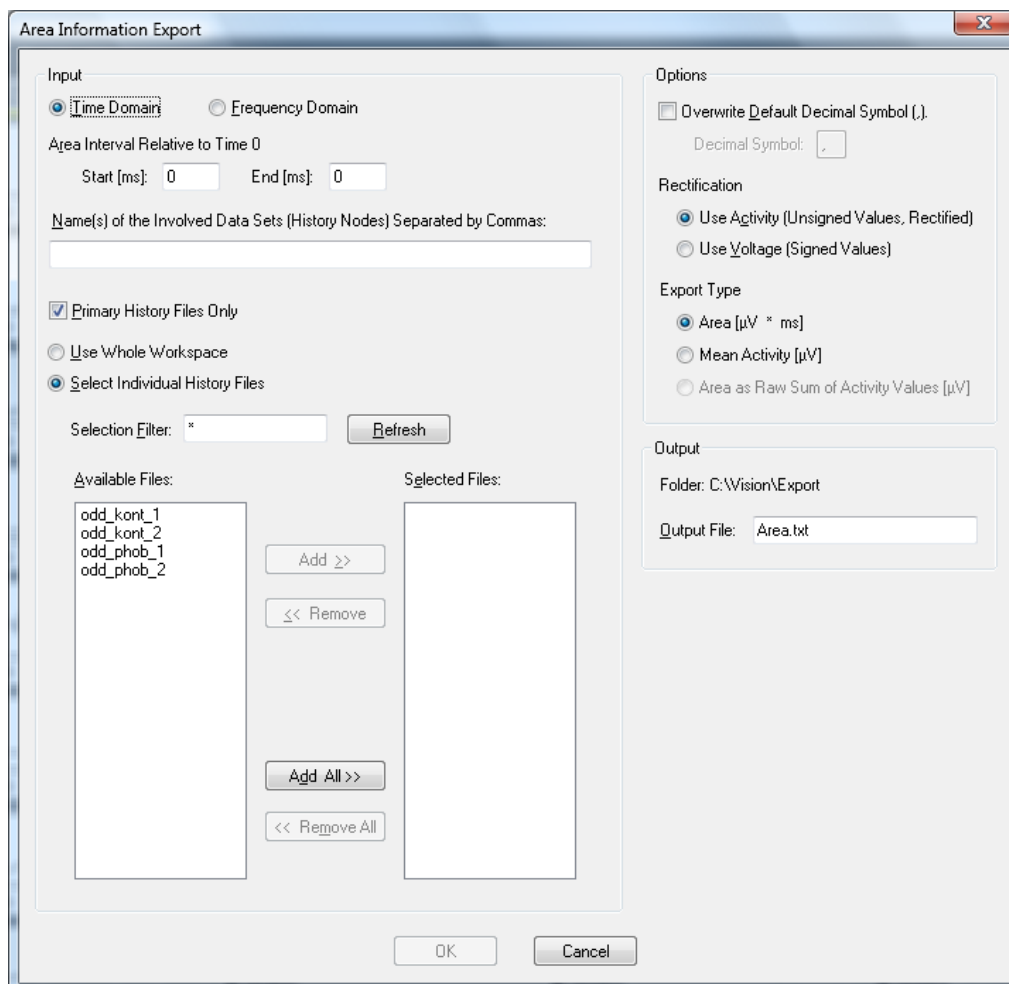 Area Information Export
Input
Time Domain
Frequency Domain
Area Interval Relative to Time 0
Start [ms]: 0
End [ms]: 0
Name(s) of the Involved Data Sets (History Nodes) Separated by Commas:
Primary History Files Only
Use Whole Workspace
Select Individual History Files
Selection Filter: *
Refresh
Available Files:
odd_kont_1
odd_kont_2
odd_phob_1
odd_phob_2
Add >>
<< Remove
Add All >>
<< Remove All
Selected Files:
Options
Overwrite Default Decimal Symbol (,).
Decimal Symbol: ,
Rectification
Use Activity (Unsigned Values, Rectified)
Use Voltage (Signed Values)
Export Type
Area [µV * ms]
Mean Activity [µV]
Area as Raw Sum of Activity Values [µV]
Output
Folder: C:\Vision\Export
Output File: Area.txt
OK
Cancel